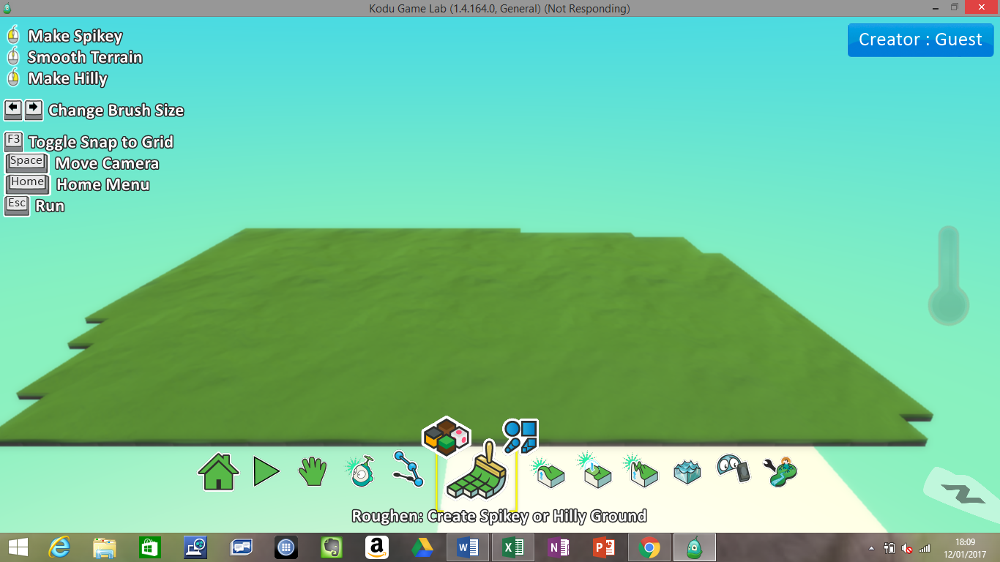 Kodu Game Lab (1.4.164.0, General) (Not Responding)
Make Spikey
Smooth Terrain
Make Hilly
Change Brush Size
F3 Toggle Snap to Grid
Space Move Camera
Home Home Menu
Esc Run
Creator : Guest
Roughen: Create Spikey or Hilly Ground
18:09
12/01/2017